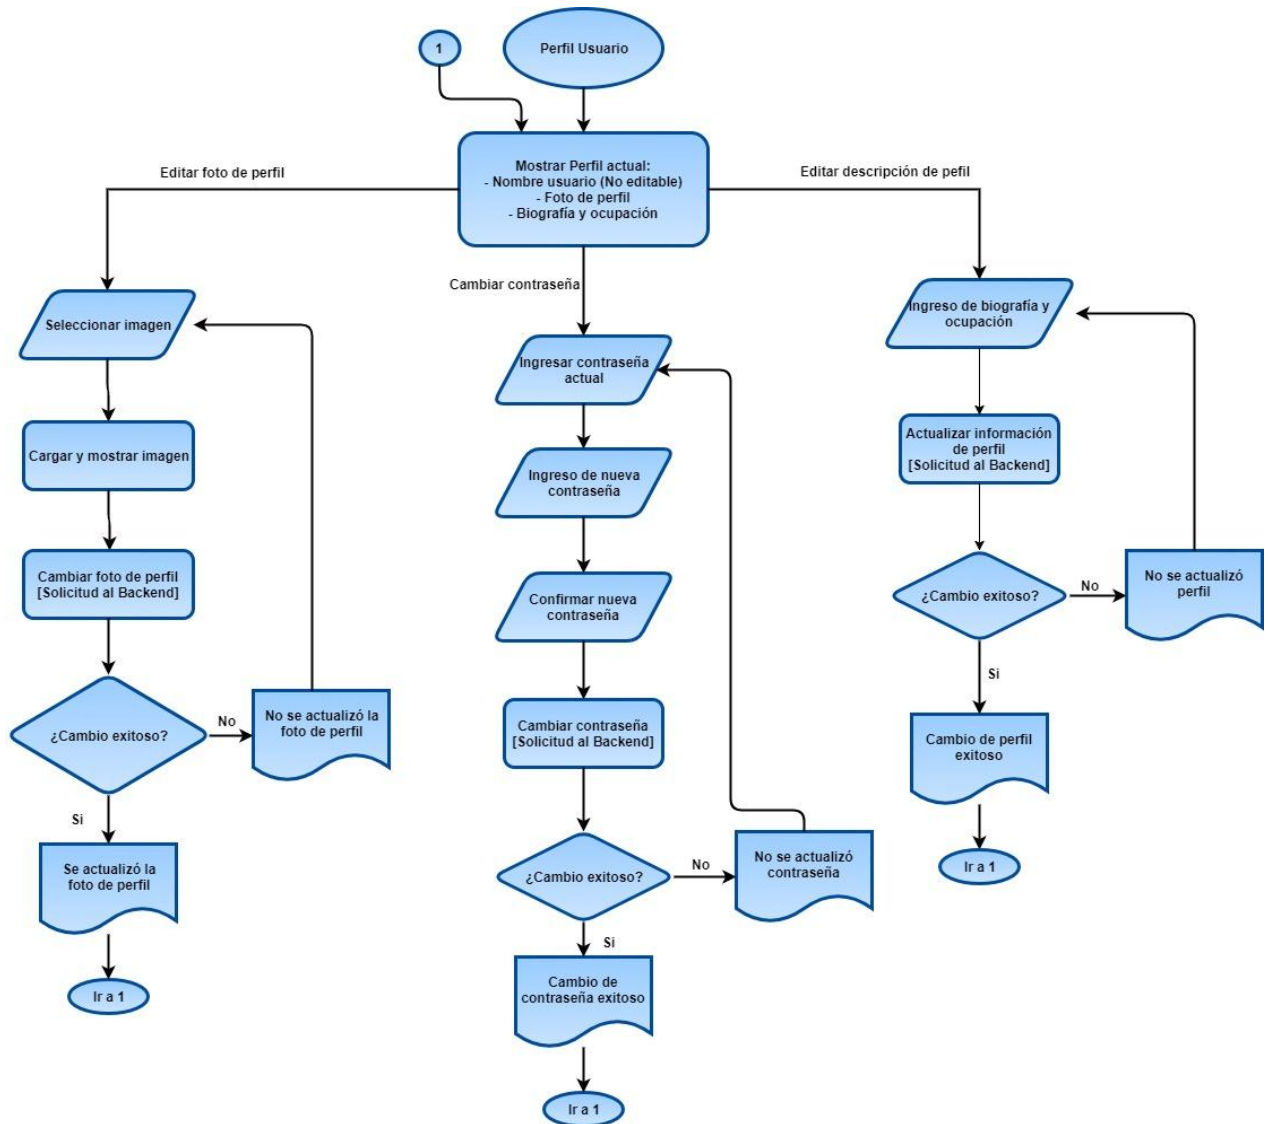 1
Perfil Usuario
Mostrar Perfil actual:
- Nombre usuario (No editable)
- Foto de perfil
- Biografía y ocupación
Editar foto de perfil
Seleccionar imagen
Cargar y mostrar imagen
Cambiar foto de perfil
[Solicitud al Backend]
¿Cambio exitoso?
No
No se actualizó la
foto de perfil
Si
Se actualizó la
foto de perfil
Ir a 1
Cambiar contraseña
Ingresar contraseña
actual
Ingreso de nueva
contraseña
Confirmar nueva
contraseña
Cambiar contraseña
[Solicitud al Backend]
¿Cambio exitoso?
No
No se actualizó
contraseña
Si
Cambio de
contraseña exitoso
Ir a 1
Editar descripción de pefil
Ingreso de biografía y
ocupación
Actualizar información
de perfil
[Solicitud al Backend]
¿Cambio exitoso?
No
No se actualizó
perfil
Si
Cambio de perfil
exitoso
Ir a 1